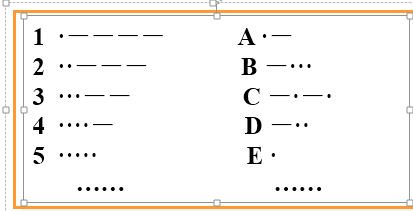 1 ·———— A ·—
2 ··——— B —···
3 ···—— C —·—·
4 ····— D —··
5 ····· E ·
...... ......